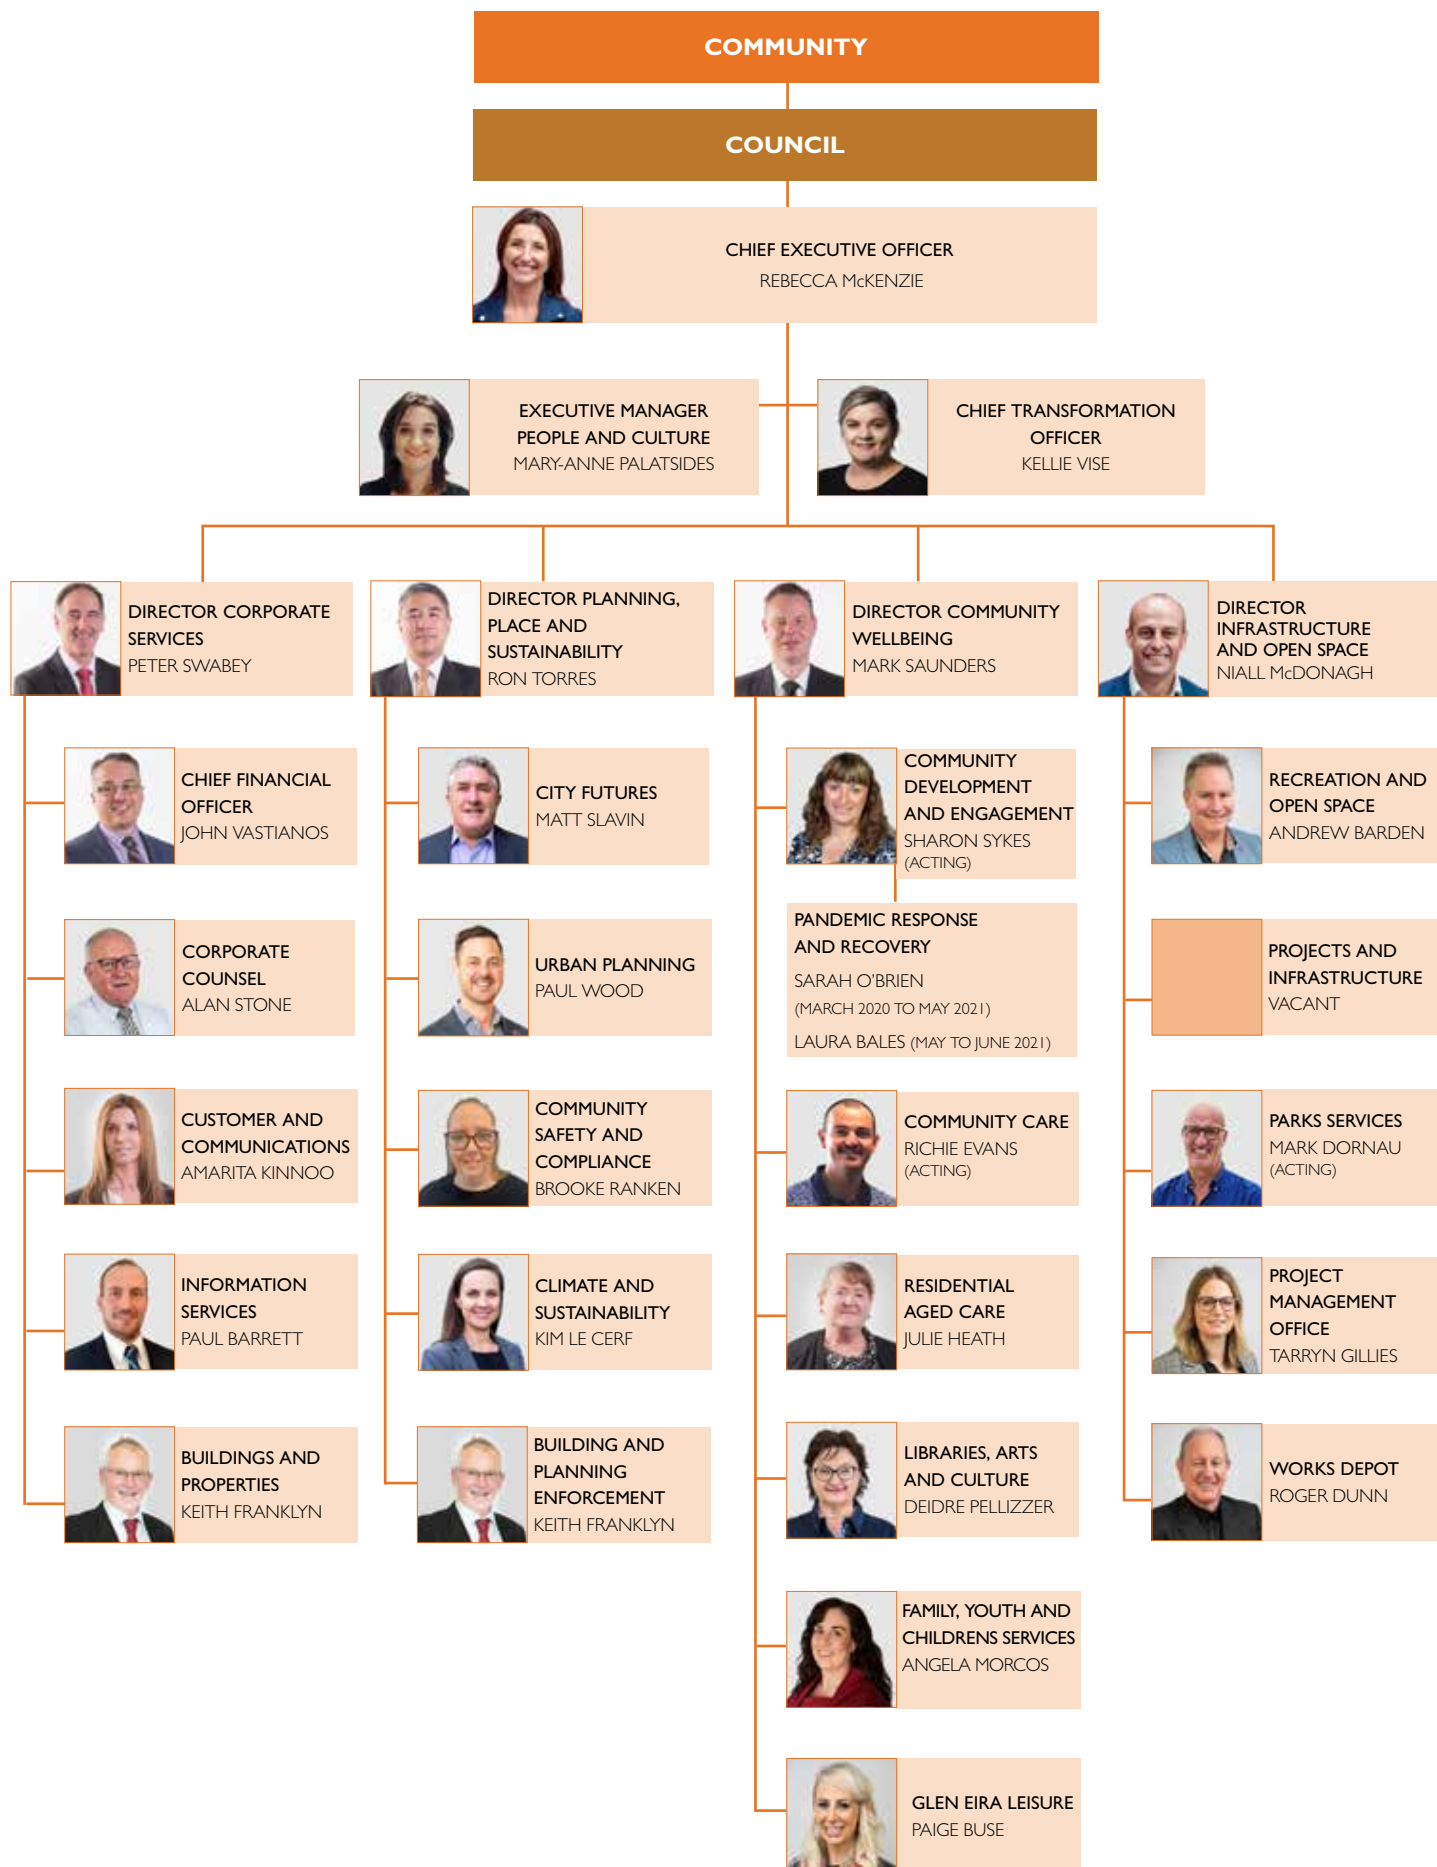 COMMUNITY
COUNCIL
CHIEF EXECUTIVE OFFICER
REBECCA McKENZIE
EXECUTIVE MANAGER
PEOPLE AND CULTURE
MARY-ANNE PALATSIDES
CHIEF TRANSFORMATION
OFFICER
KELLIE VISE
DIRECTOR CORPORATE
SERVICES
PETER SWABEY
CHIEF FINANCIAL
OFFICER
JOHN VASTIANOS
CORPORATE
COUNSEL
ALAN STONE
CUSTOMER AND
COMMUNICATIONS
AMARITA KINNOO
INFORMATION
SERVICES
PAUL BARRETT
BUILDINGS AND
PROPERTIES
KEITH FRANKLYN
DIRECTOR PLANNING,
PLACE AND
SUSTAINABILITY
RON TORRES
CITY FUTURES
MATT SLAVIN
URBAN PLANNING
PAUL WOOD
COMMUNITY
SAFETY AND
COMPLIANCE
BROOKE RANKEN
CLIMATE AND
SUSTAINABILITY
KIM LE CERF
BUILDING AND
PLANNING
ENFORCEMENT
KEITH FRANKLYN
DIRECTOR COMMUNITY
WELLBEING
MARK SAUNDERS
COMMUNITY
DEVELOPMENT
AND ENGAGEMENT
SHARON SYKES
(ACTING)
PANDEMIC RESPONSE
AND RECOVERY
SARAH O'BRIEN
(MARCH 2020 TO MAY 2021)
LAURA BALES (MAY TO JUNE 2021)
COMMUNITY CARE
RICHIE EVANS
(ACTING)
RESIDENTIAL
AGED CARE
JULIE HEATH
LIBRARIES, ARTS
AND CULTURE
DEIDRE PELLIZZER
FAMILY, YOUTH AND
CHILDRENS SERVICES
ANGELA MORCOS
GLEN EIRA LEISURE
PAIGE BUSE
DIRECTOR
INFRASTRUCTURE
AND OPEN SPACE
NIALL McDONAGH
RECREATION AND
OPEN SPACE
ANDREW BARDEN
PROJECTS AND
INFRASTRUCTURE
VACANT
PARKS SERVICES
MARK DORNAU
(ACTING)
PROJECT
MANAGEMENT
OFFICE
TARRYN GILLIES
WORKS DEPOT
ROGER DUNN